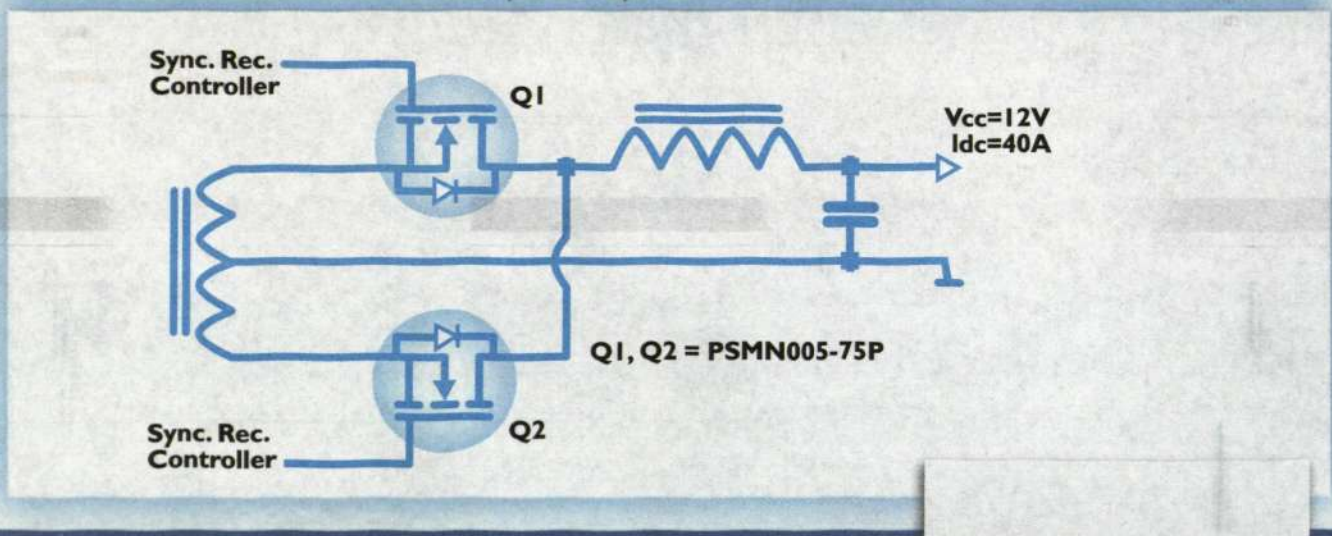 Sync. Rec.
Controller
Q1
Vcc=12V
Idc=40A
Q1, Q2 = PSMN005-75P
Q2
Sync. Rec.
Controller